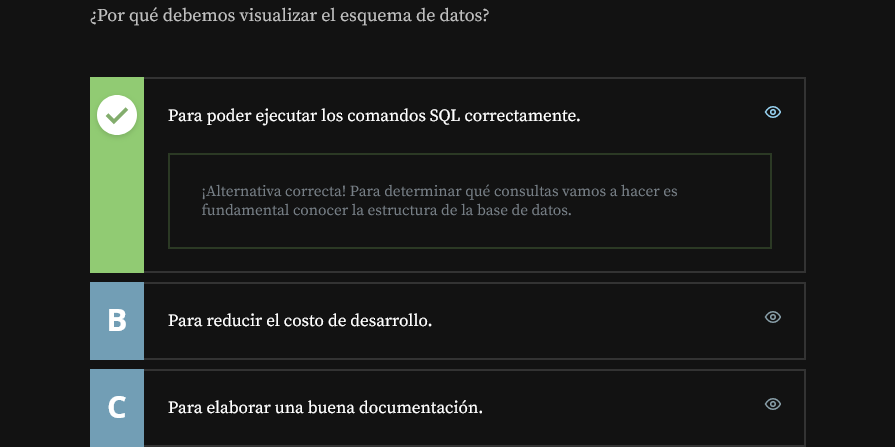 ¿Por qué debemos visualizar el esquema de datos?
Para poder ejecutar los comandos SQL correctamente.
¡Alternativa correcta! Para determinar qué consultas vamos a hacer es
fundamental conocer la estructura de la base de datos.
B
Para reducir el costo de desarrollo.
C
Para elaborar una buena documentación.